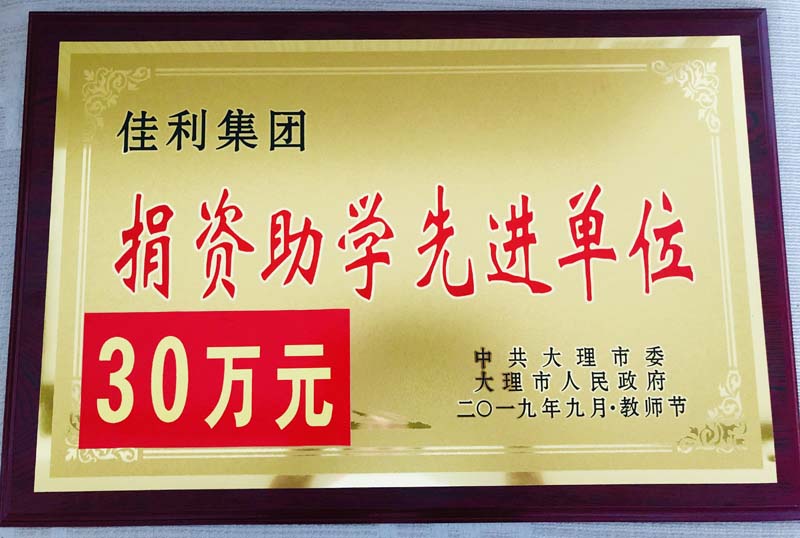 佳利集团
捐资助学先进单位
30万元
中共大理市委
大理市人民政府
二〇一九年九月·教师节